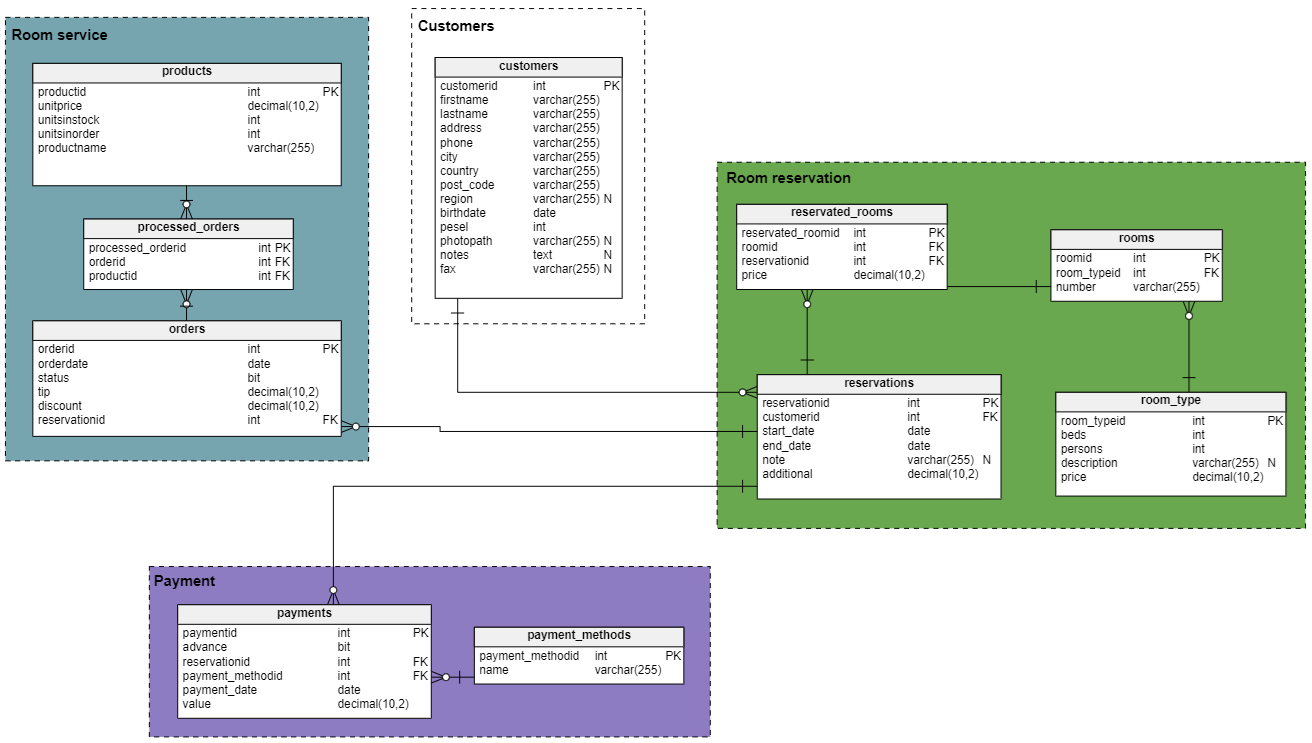 Room service
products
productid int PK
unitprice decimal(10,2)
unitsinstock int
unitsinorder int
productname varchar(255)
processed_orders
processed_orderid int PK
orderid int FK
productid int FK
orders
orderid int PK
orderdate date
status bit
tip decimal(10,2)
discount decimal(10,2)
reservationid int FK
Customers
customers
customerid int PK
firstname varchar(255)
lastname varchar(255)
address varchar(255)
phone varchar(255)
city varchar(255)
country varchar(255)
post_code varchar(255)
region varchar(255) N
birthdate date
pesel int
photopath varchar(255) N
notes text N
fax varchar(255) N
Room reservation
reservated_rooms
reservated_roomid int PK
roomid int FK
reservationid int FK
price decimal(10,2)
rooms
roomid int PK
room_typeid int FK
number varchar(255)
reservations
reservationid int PK
customerid int FK
start_date date
end_date date
note varchar(255) N
additional decimal(10,2)
room_type
room_typeid int PK
beds int
persons int
description varchar(255) N
price decimal(10,2)
Payment
payments
paymentid int PK
advance bit
reservationid int FK
payment_methodid int FK
payment_date date
value decimal(10,2)
payment_methods
payment_methodid int PK
name varchar(255)